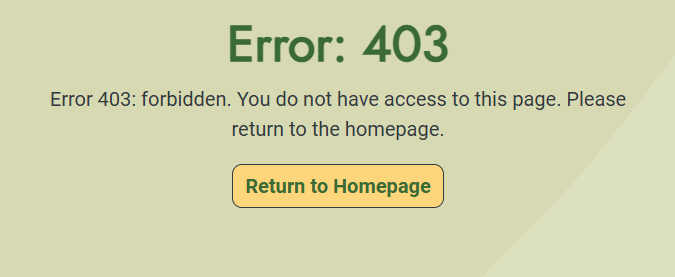 Error: 403
Error 403: forbidden. You do not have access to this page. Please
return to the homepage.
Return to Homepage